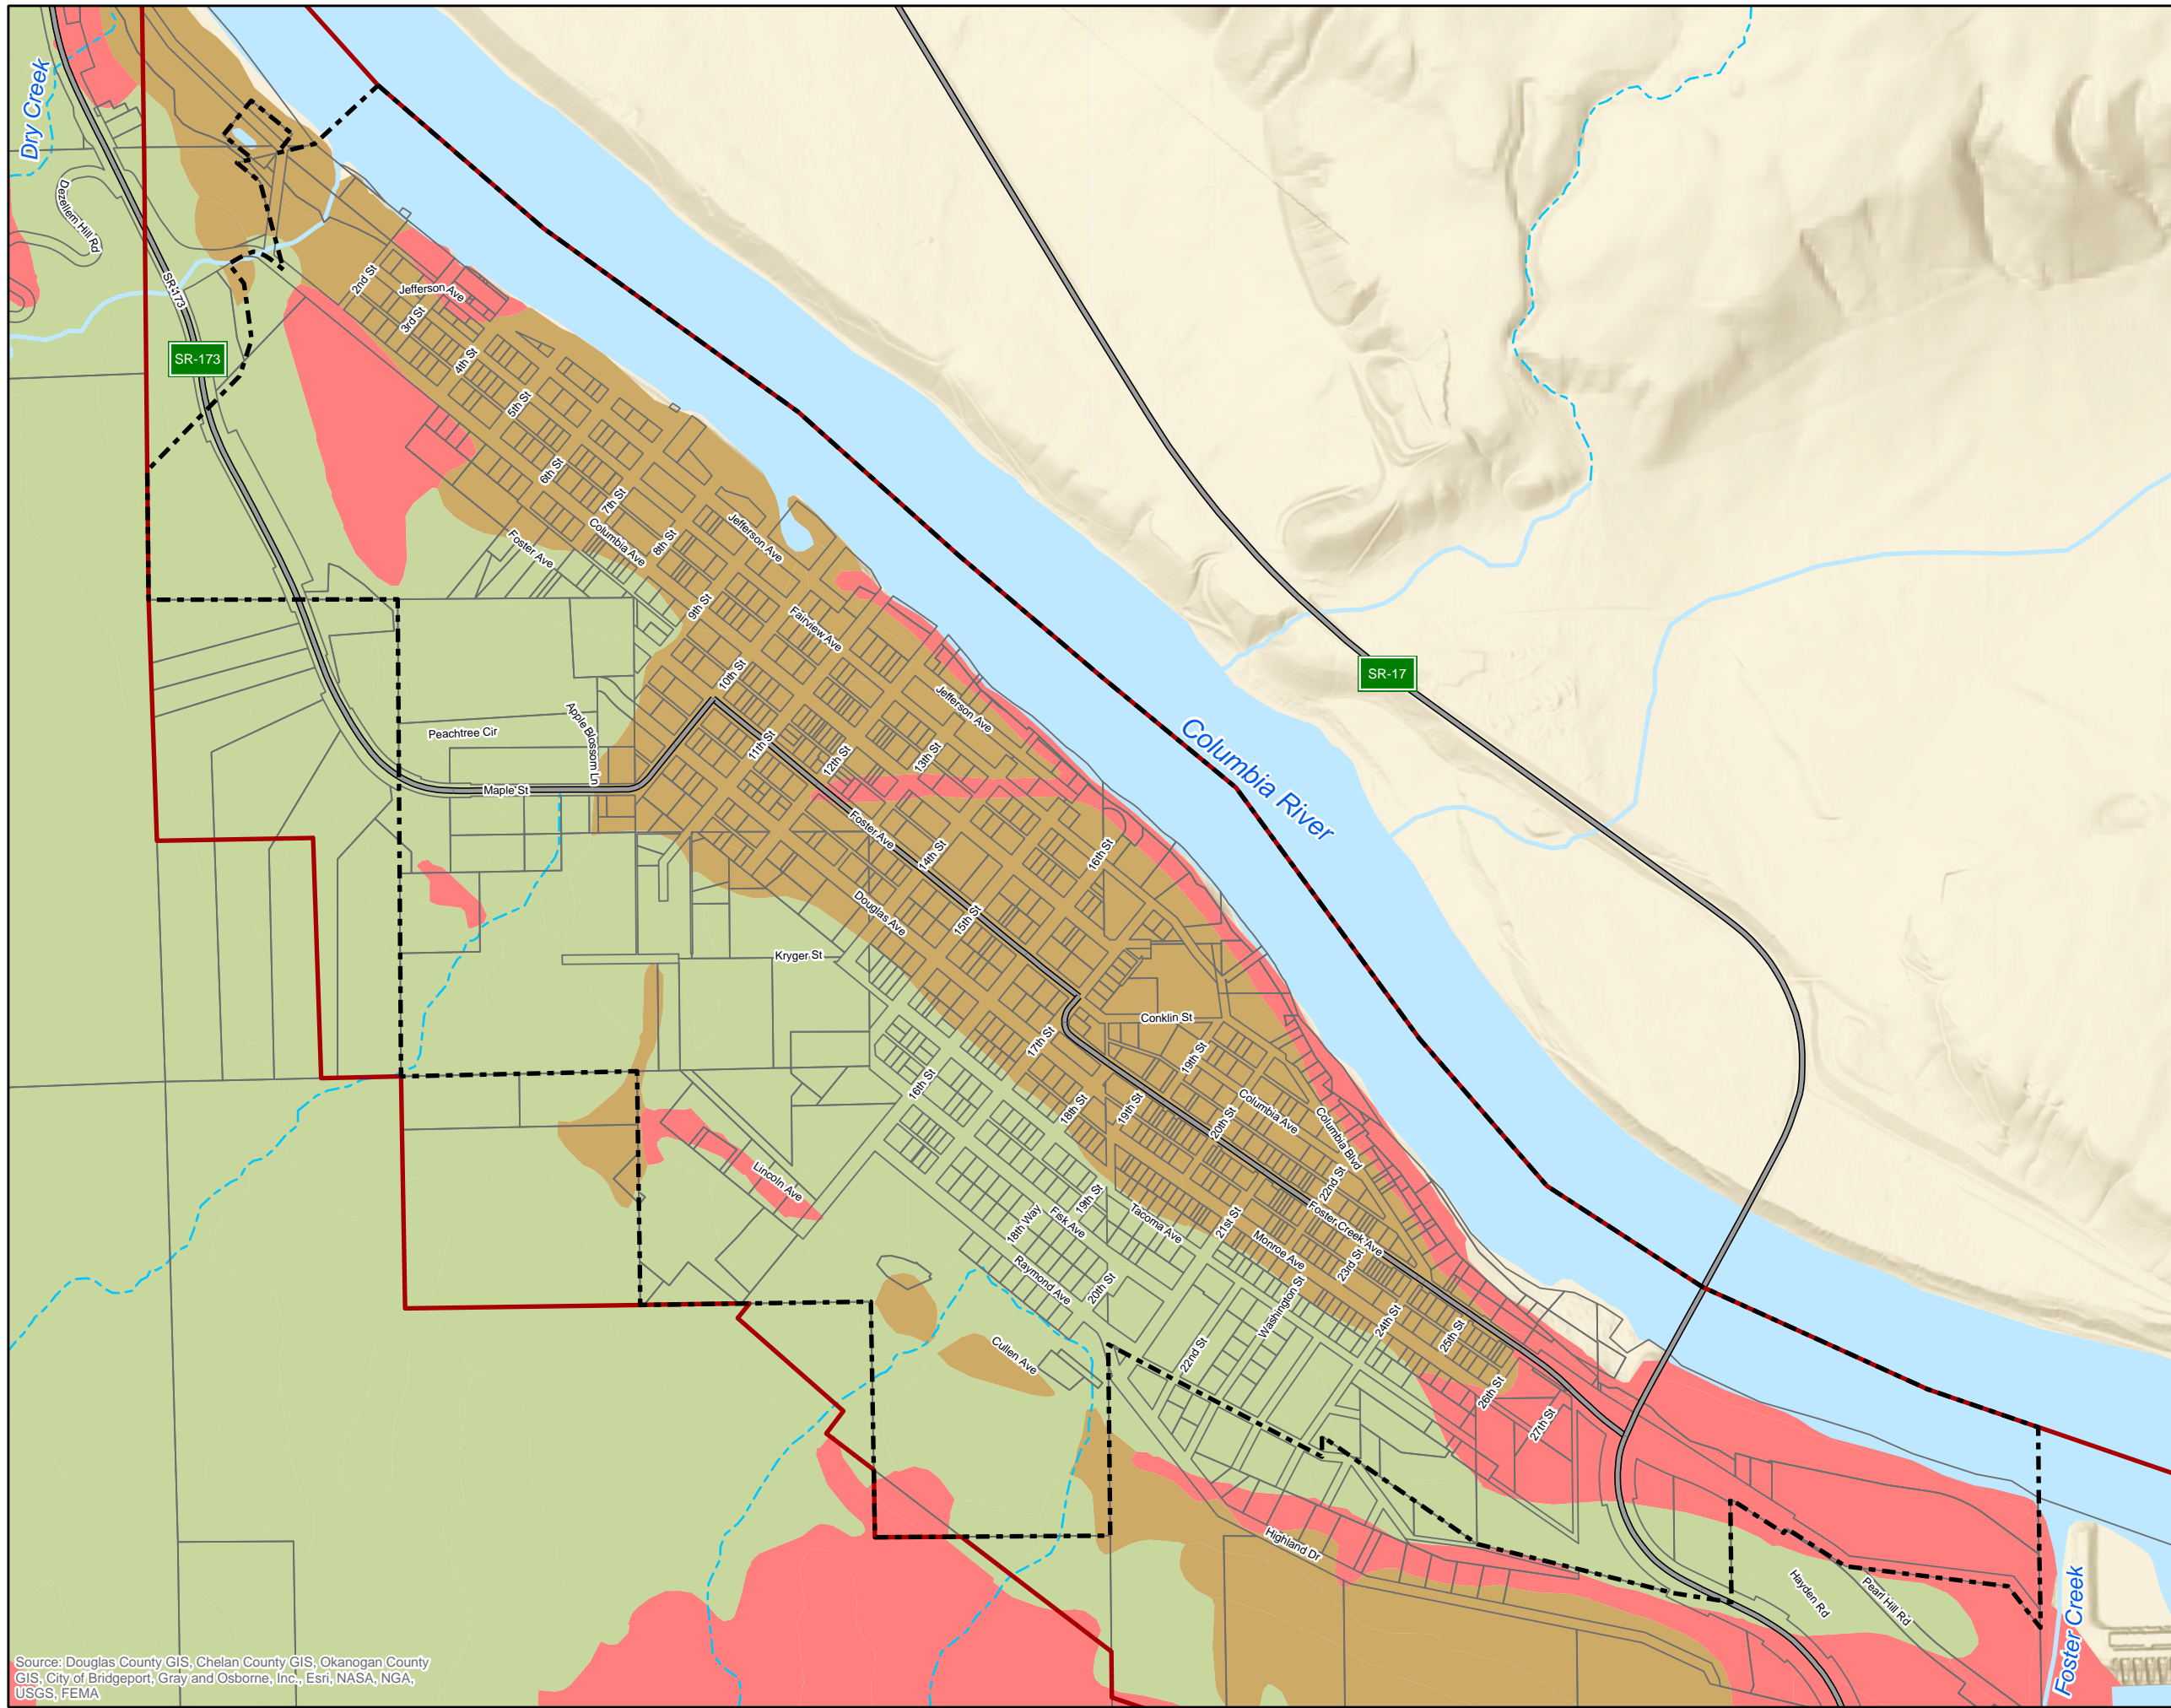 Dry Creek
Dezellem Hill Rd
SR-173
SR-173
2nd St
Jefferson Ave
3rd St
4th St
5th St
6th St
7th St
Columbia Ave
8th St
Jefferson Ave
Foster Ave
9th St
Fairview Ave
10th St
SR-17
Jefferson Ave
Columbia River
Peachtree Cir
Apple Blossom Ln
11th St
12th St
13th St
Maple St
Foster Ave
14th St
16th St
Douglas Ave
15th St
Kryger St
Conklin St
17th St
19th St
16th St
18th St
19th St
20th St
Columbia Ave
Columbia Blvd
Lincoln Ave
22nd St
19th St
18th Way
Fisk Ave
Tacoma Ave
21st St
Foster Creek Ave
Monroe Ave
23rd St
Raymond Ave
20th St
Washington St
24th St
25th St
Cullen Ave
22nd St
26th St
27th St
Highland Dr
Hayden Rd
Pearl Hill Rd
Foster Creek
Source: Douglas County GIS, Chelan County GIS, Okanogan County
GIS, City of Bridgeport, Gray and Osborne, Inc., Esri, NASA, NGA,
USGS, FEMA